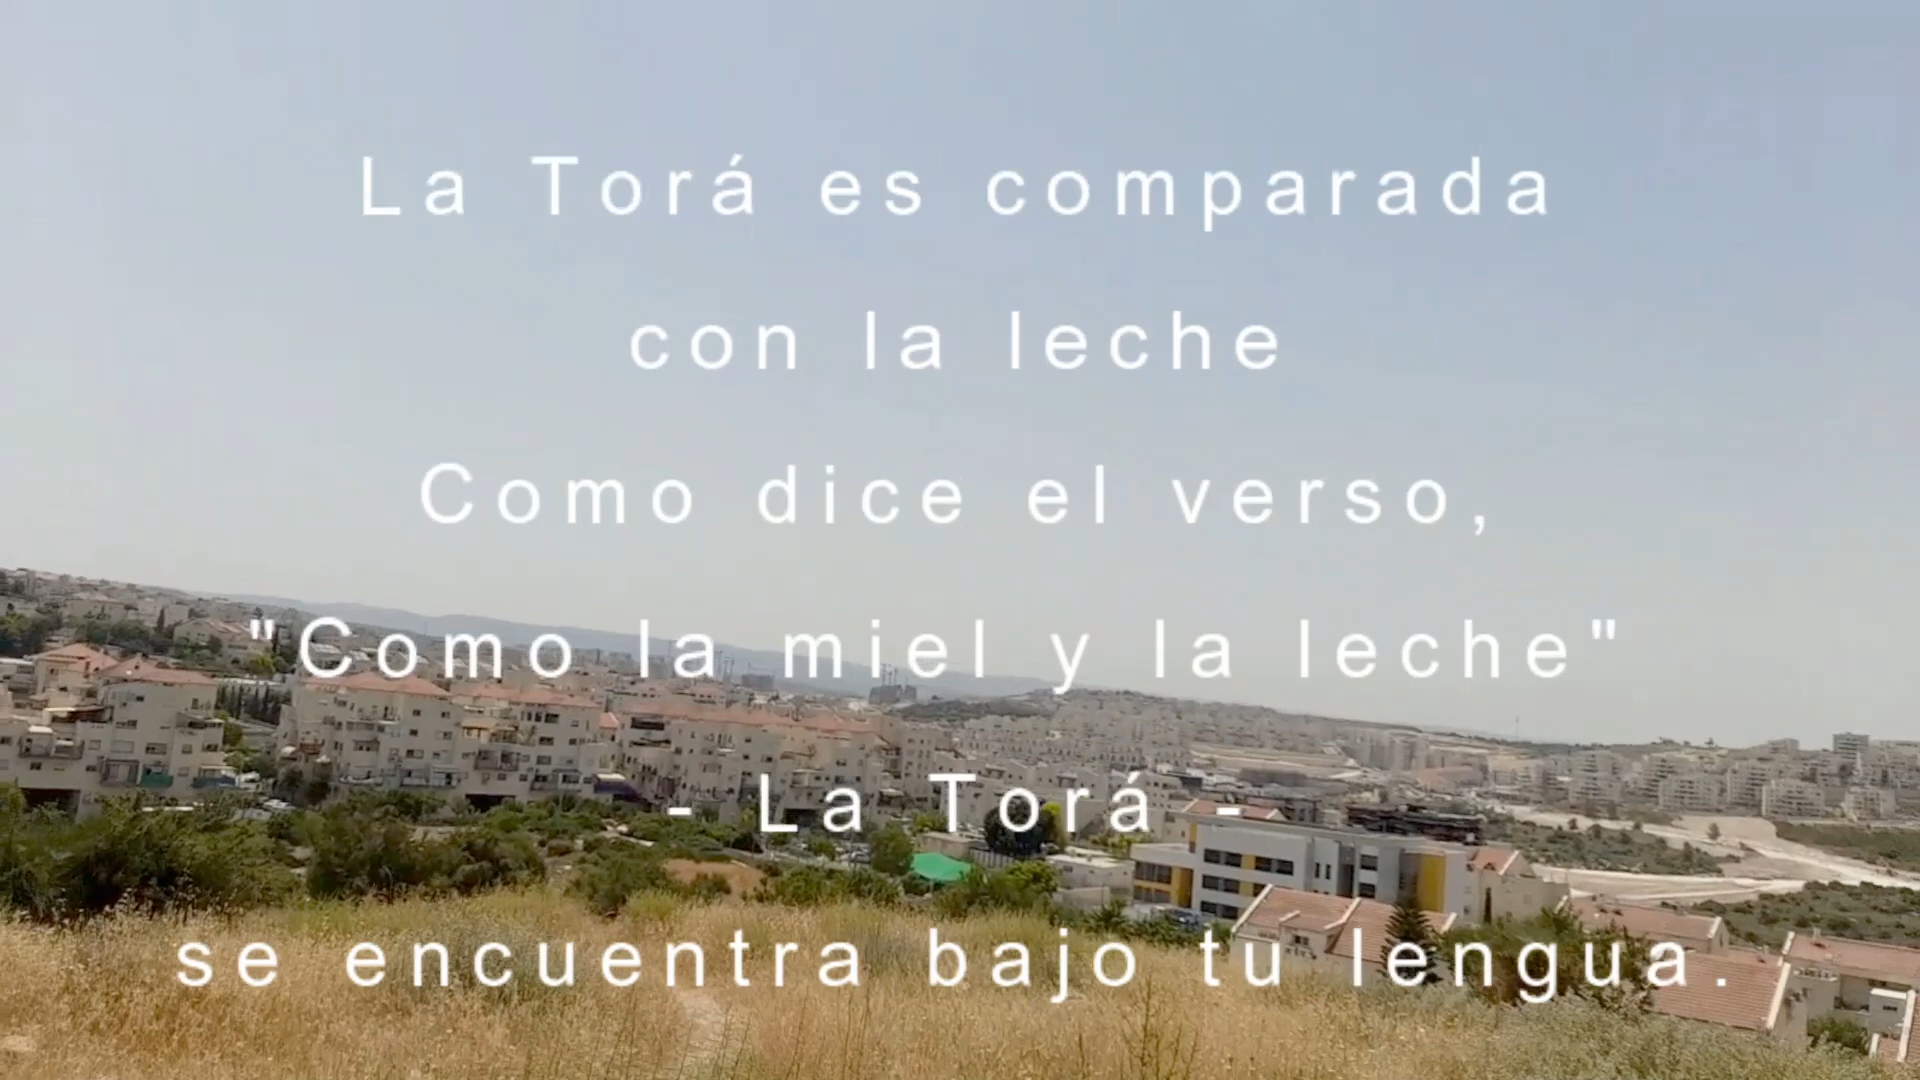 La Torá es comparada
con la leche
Como dice el verso,
"Como la miel y la leche"
- La Torá -
se encuentra bajo tu lengua.